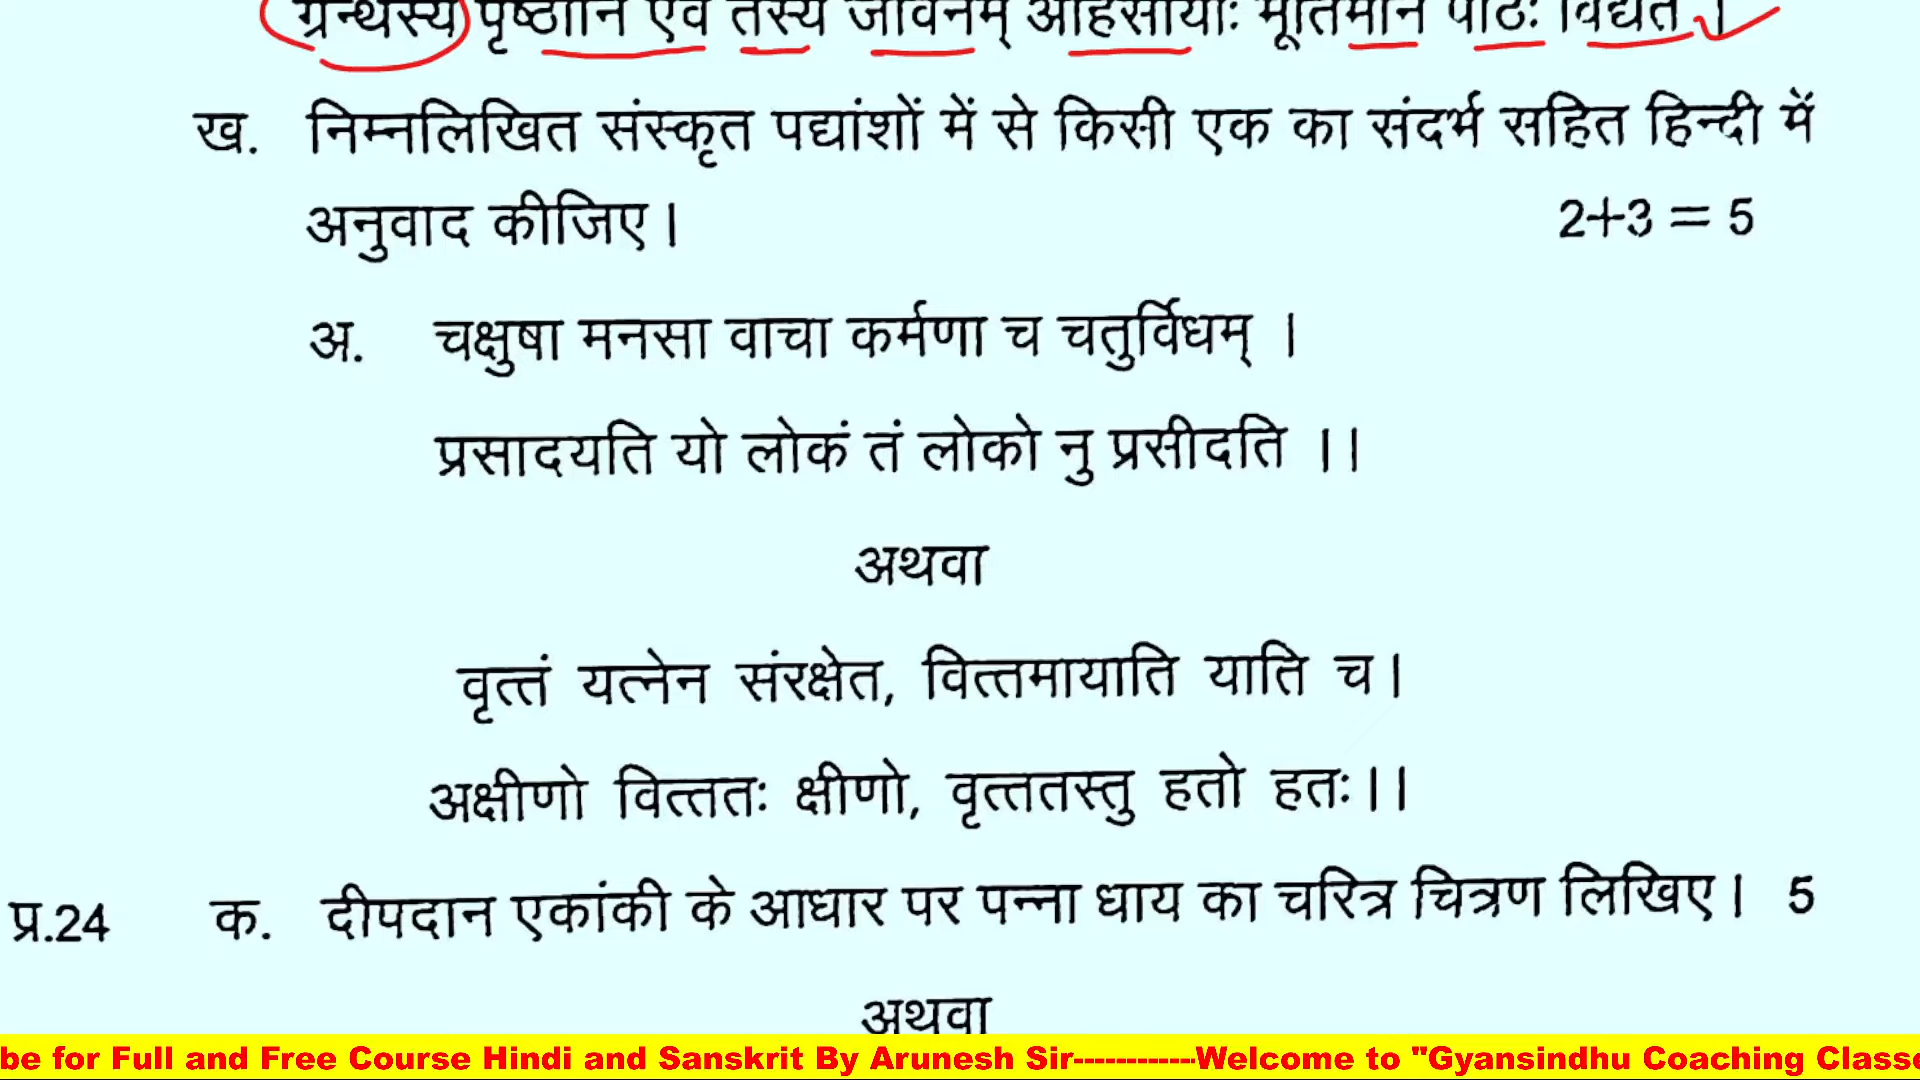 ग्रन्थस्य पृष्ठानि एव तस्य जीवनम् अहिंसायाः मूर्तिमान पाठः विद्यते ।
ख. निम्नलिखित संस्कृत पद्यांशों में से किसी एक का संदर्भ सहित हिन्दी में
अनुवाद कीजिए। 2+3 = 5
अ. चक्षुषा मनसा वाचा कर्मणा च चतुर्विधम् ।
प्रसादयति यो लोकं तं लोको नु प्रसीदति ।।
अथवा
वृत्तं यत्नेन संरक्षेत, वित्तमायाति याति च।
अक्षीणो वित्ततः क्षीणो, वृत्ततस्तु हतो हतः।।
प्र.24 क. दीपदान एकांकी के आधार पर पन्ना धाय का चरित्र चित्रण लिखिए। 5
अथवा
be for Full and Free Course Hindi and Sanskrit By Arunesh Sir-----------Welcome to "Gyansindhu Coaching Classe